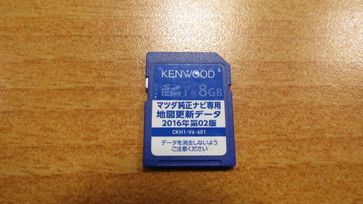 KENWOOD
SDHC 8GB
マツダ純正ナビ専用
地図更新データ
2016年第02版
CKH1-V6-601
データを消去しないよう
ご注意ください